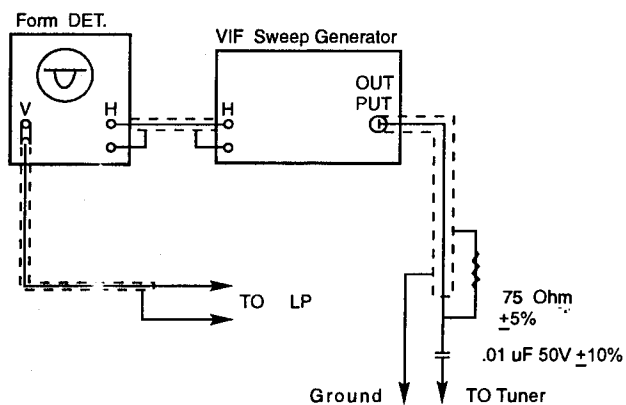 Form DET.
VIF Sweep Generator
OUT
PUT
V
H
H
TO LP
75 Ohm
±5%
.01 uF 50V ±10%
Ground
TO Tuner